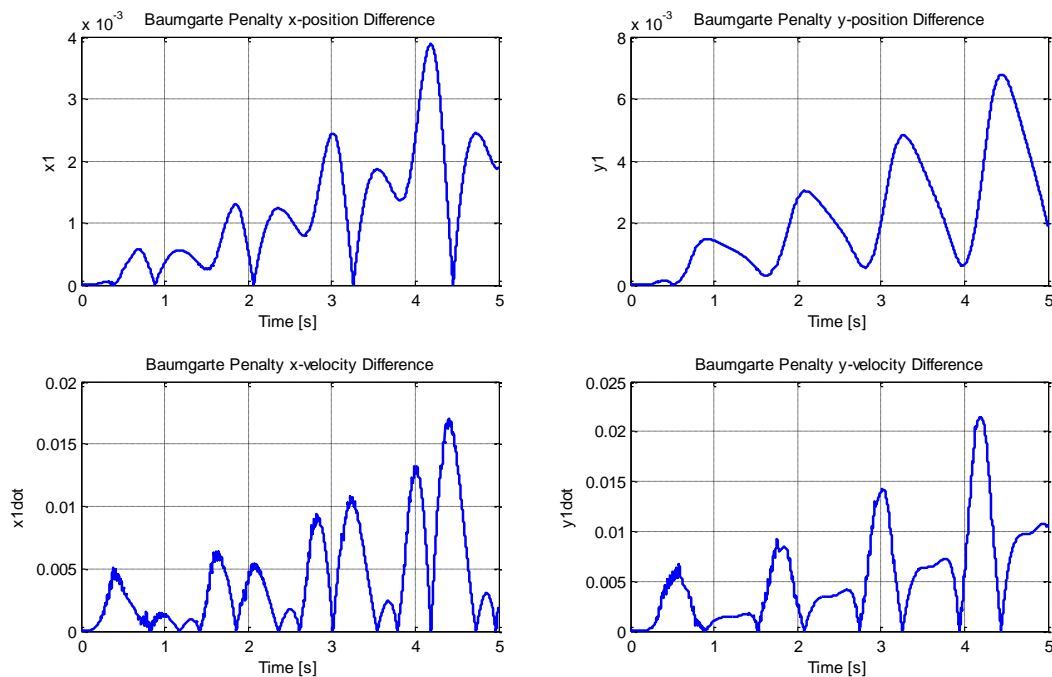 Baumgarte Penalty x-position Difference
x 10^-3
4
3
2
1
0
x1
0 1 2 3 4 5
Time [s]
Baumgarte Penalty y-position Difference
x 10^-3
8
6
4
2
0
y1
0 1 2 3 4 5
Time [s]
Baumgarte Penalty x-velocity Difference
0.02
0.015
0.01
0.005
0
x1dot
0 1 2 3 4 5
Time [s]
Baumgarte Penalty y-velocity Difference
0.025
0.02
0.015
0.01
0.005
0
y1dot
0 1 2 3 4 5
Time [s]